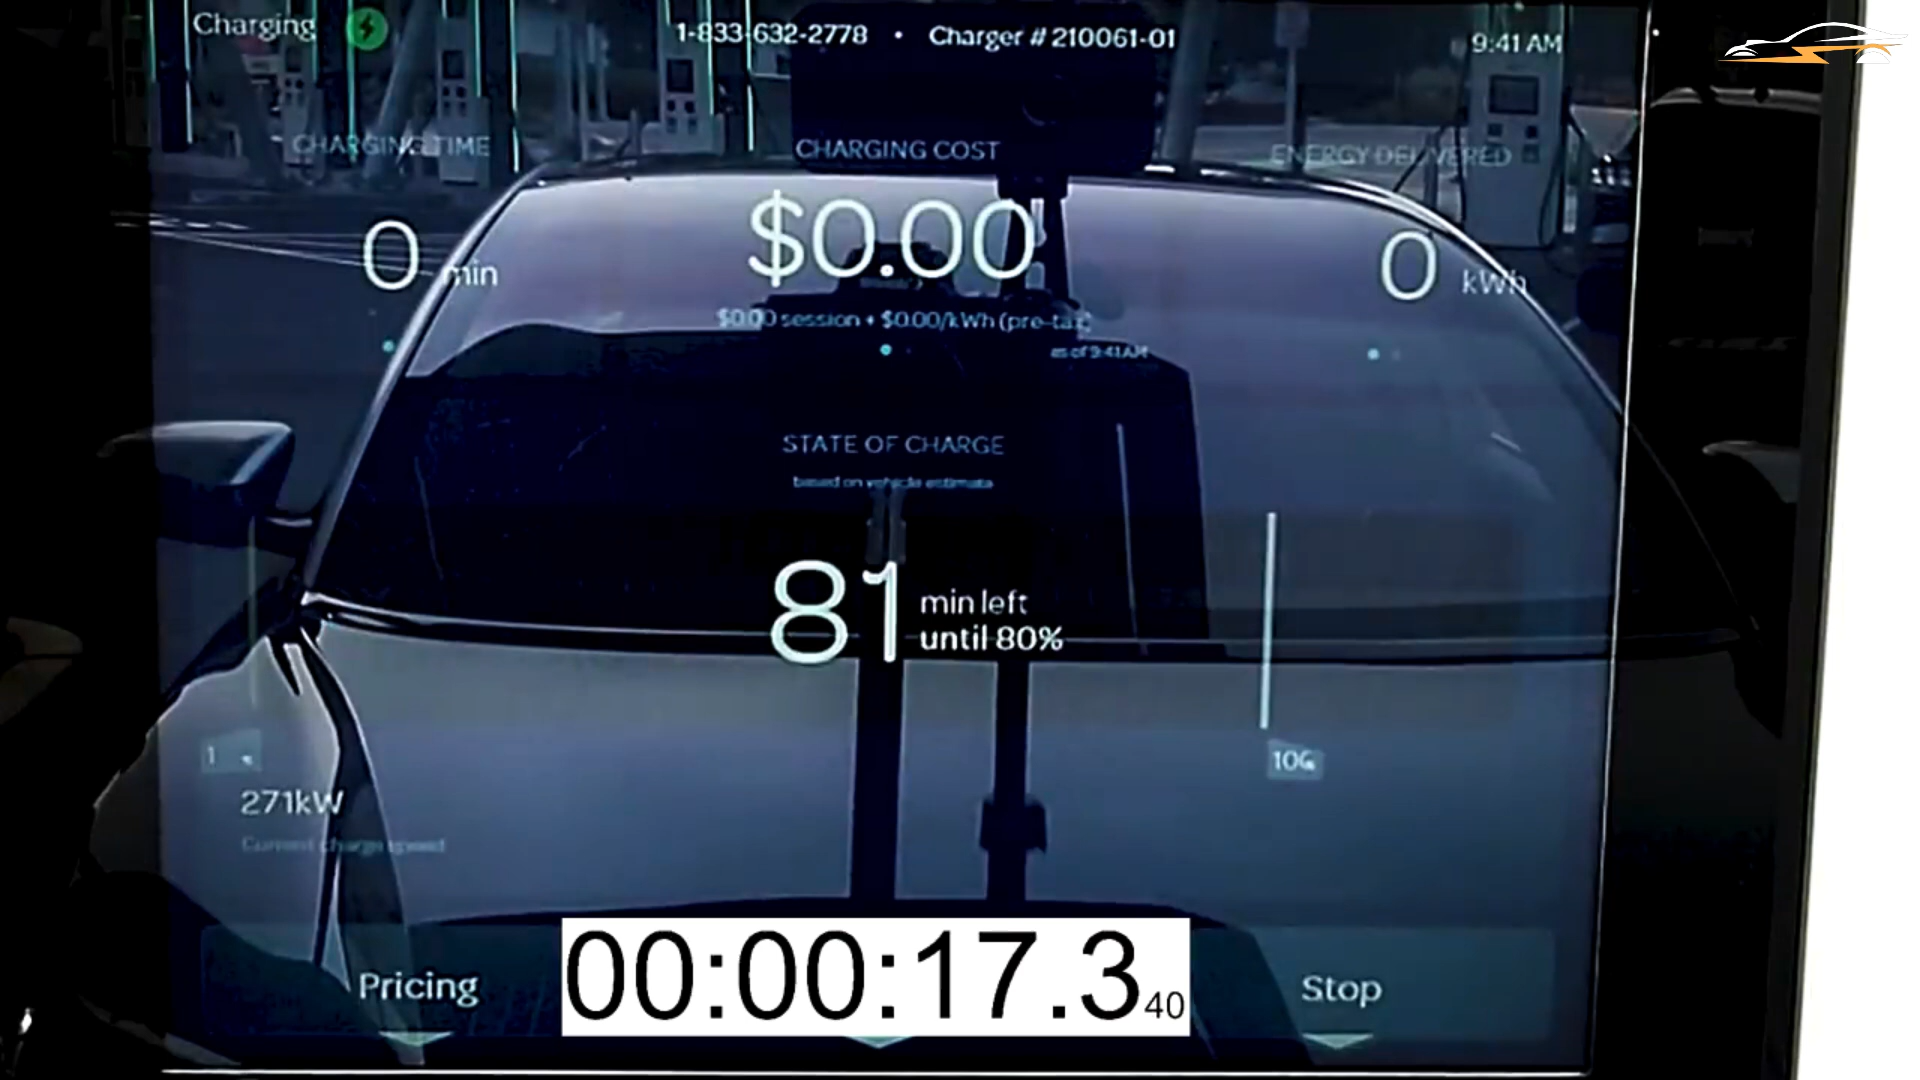 Charging
1-833-632-2778 • Charger # 210061-01
9:41 AM
CHARGING TIME
CHARGING COST
ENERGY DELIVERED
0 min
$0.00
0 kWh
$0.00 session + $0.00/kWh (pre-tax)
as of 9:41 AM
STATE OF CHARGE
based on vehicle estimate
81 min left
until 80%
271kW
Current charge speed
Pricing
00:00:17.340
Stop